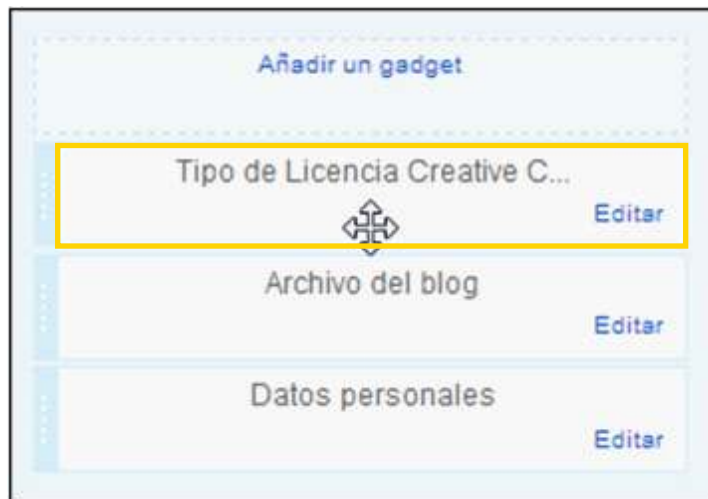 Añadir un gadget
Tipo de Licencia Creative C...
Editar
Archivo del blog
Editar
Datos personales
Editar